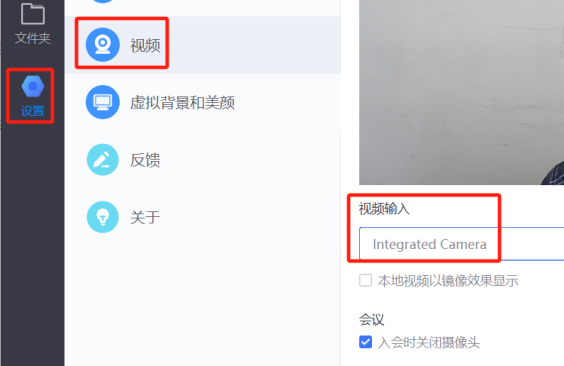 文件夹
设置
视频
虚拟背景和美颜
反馈
关于
视频输入
Integrated Camera
本地视频以镜像效果显示
会议
入会时关闭摄像头